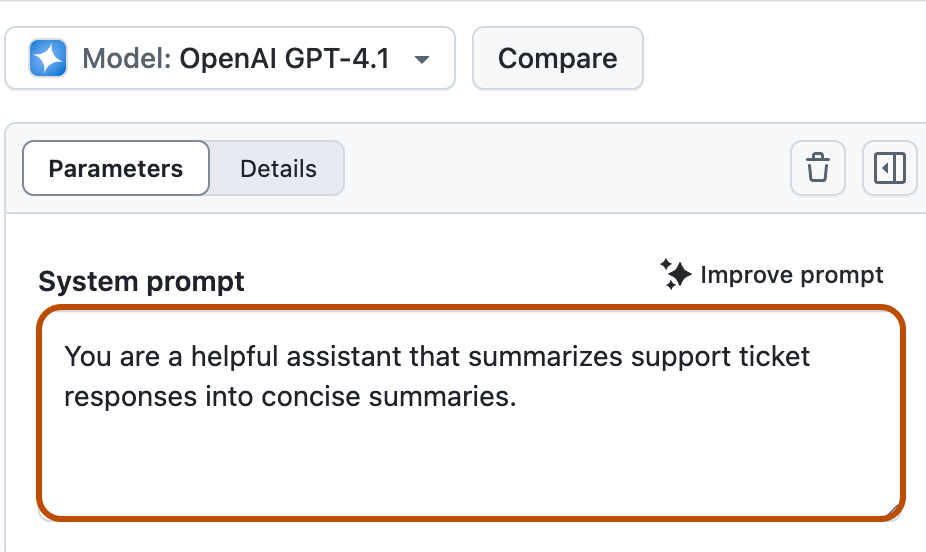 Model: OpenAI GPT-4.1
Compare
Parameters
Details
System prompt
Improve prompt
You are a helpful assistant that summarizes support ticket
responses into concise summaries.